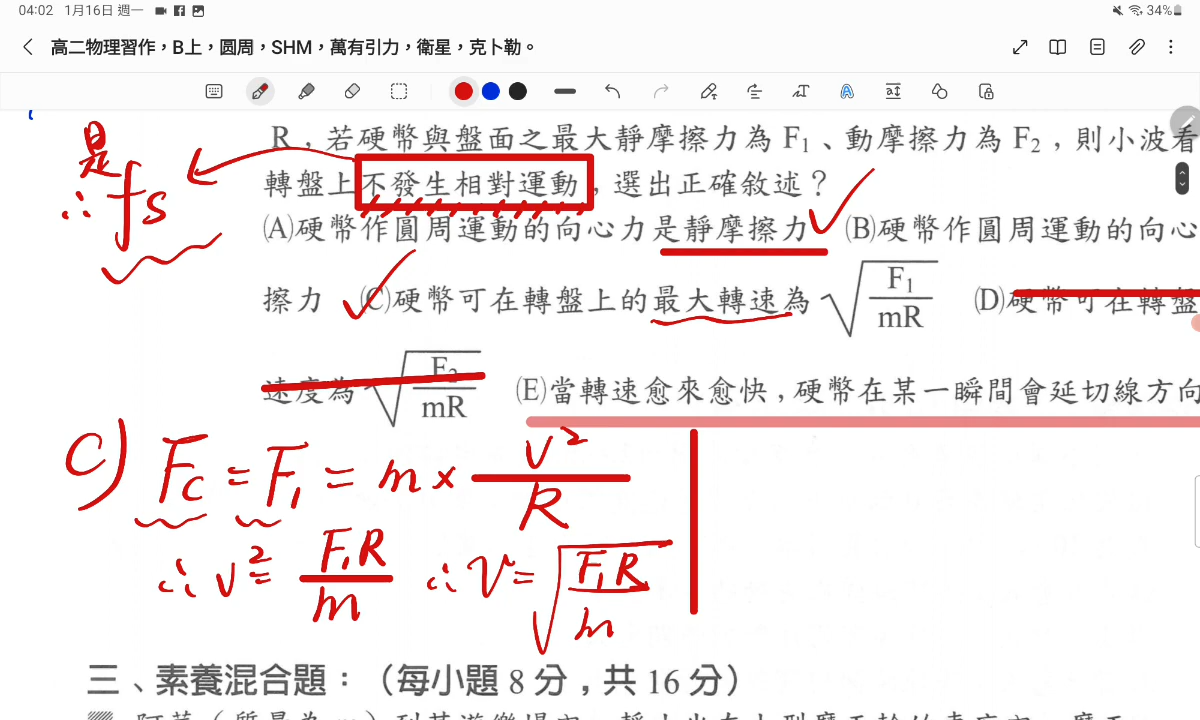 04:02 1月16日 週一 34%
高二物理習作，B上，圓周，SHM，萬有引力，衛星，克卜勒。
是 R，若硬幣與盤面之最大靜摩擦力為 F₁、動摩擦力為 F₂，則小波看
∴ fs 轉盤上不發生相對運動，選出正確敘述？
(A)硬幣作圓周運動的向心力是靜摩擦力 (B)硬幣作圓周運動的向心
擦力 (C)硬幣可在轉盤上的最大轉速為 √(F₁/mR) (D)硬幣可在轉盤
速度為 √(F₂/mR) (E)當轉速愈來愈快，硬幣在某一瞬間會延切線方向
C) Fc = F₁ = m × v²/R
∴ v² = F₁R/m ∴ v = √(F₁R/m)
三、素養混合題：（每小題 8 分，共 16 分）